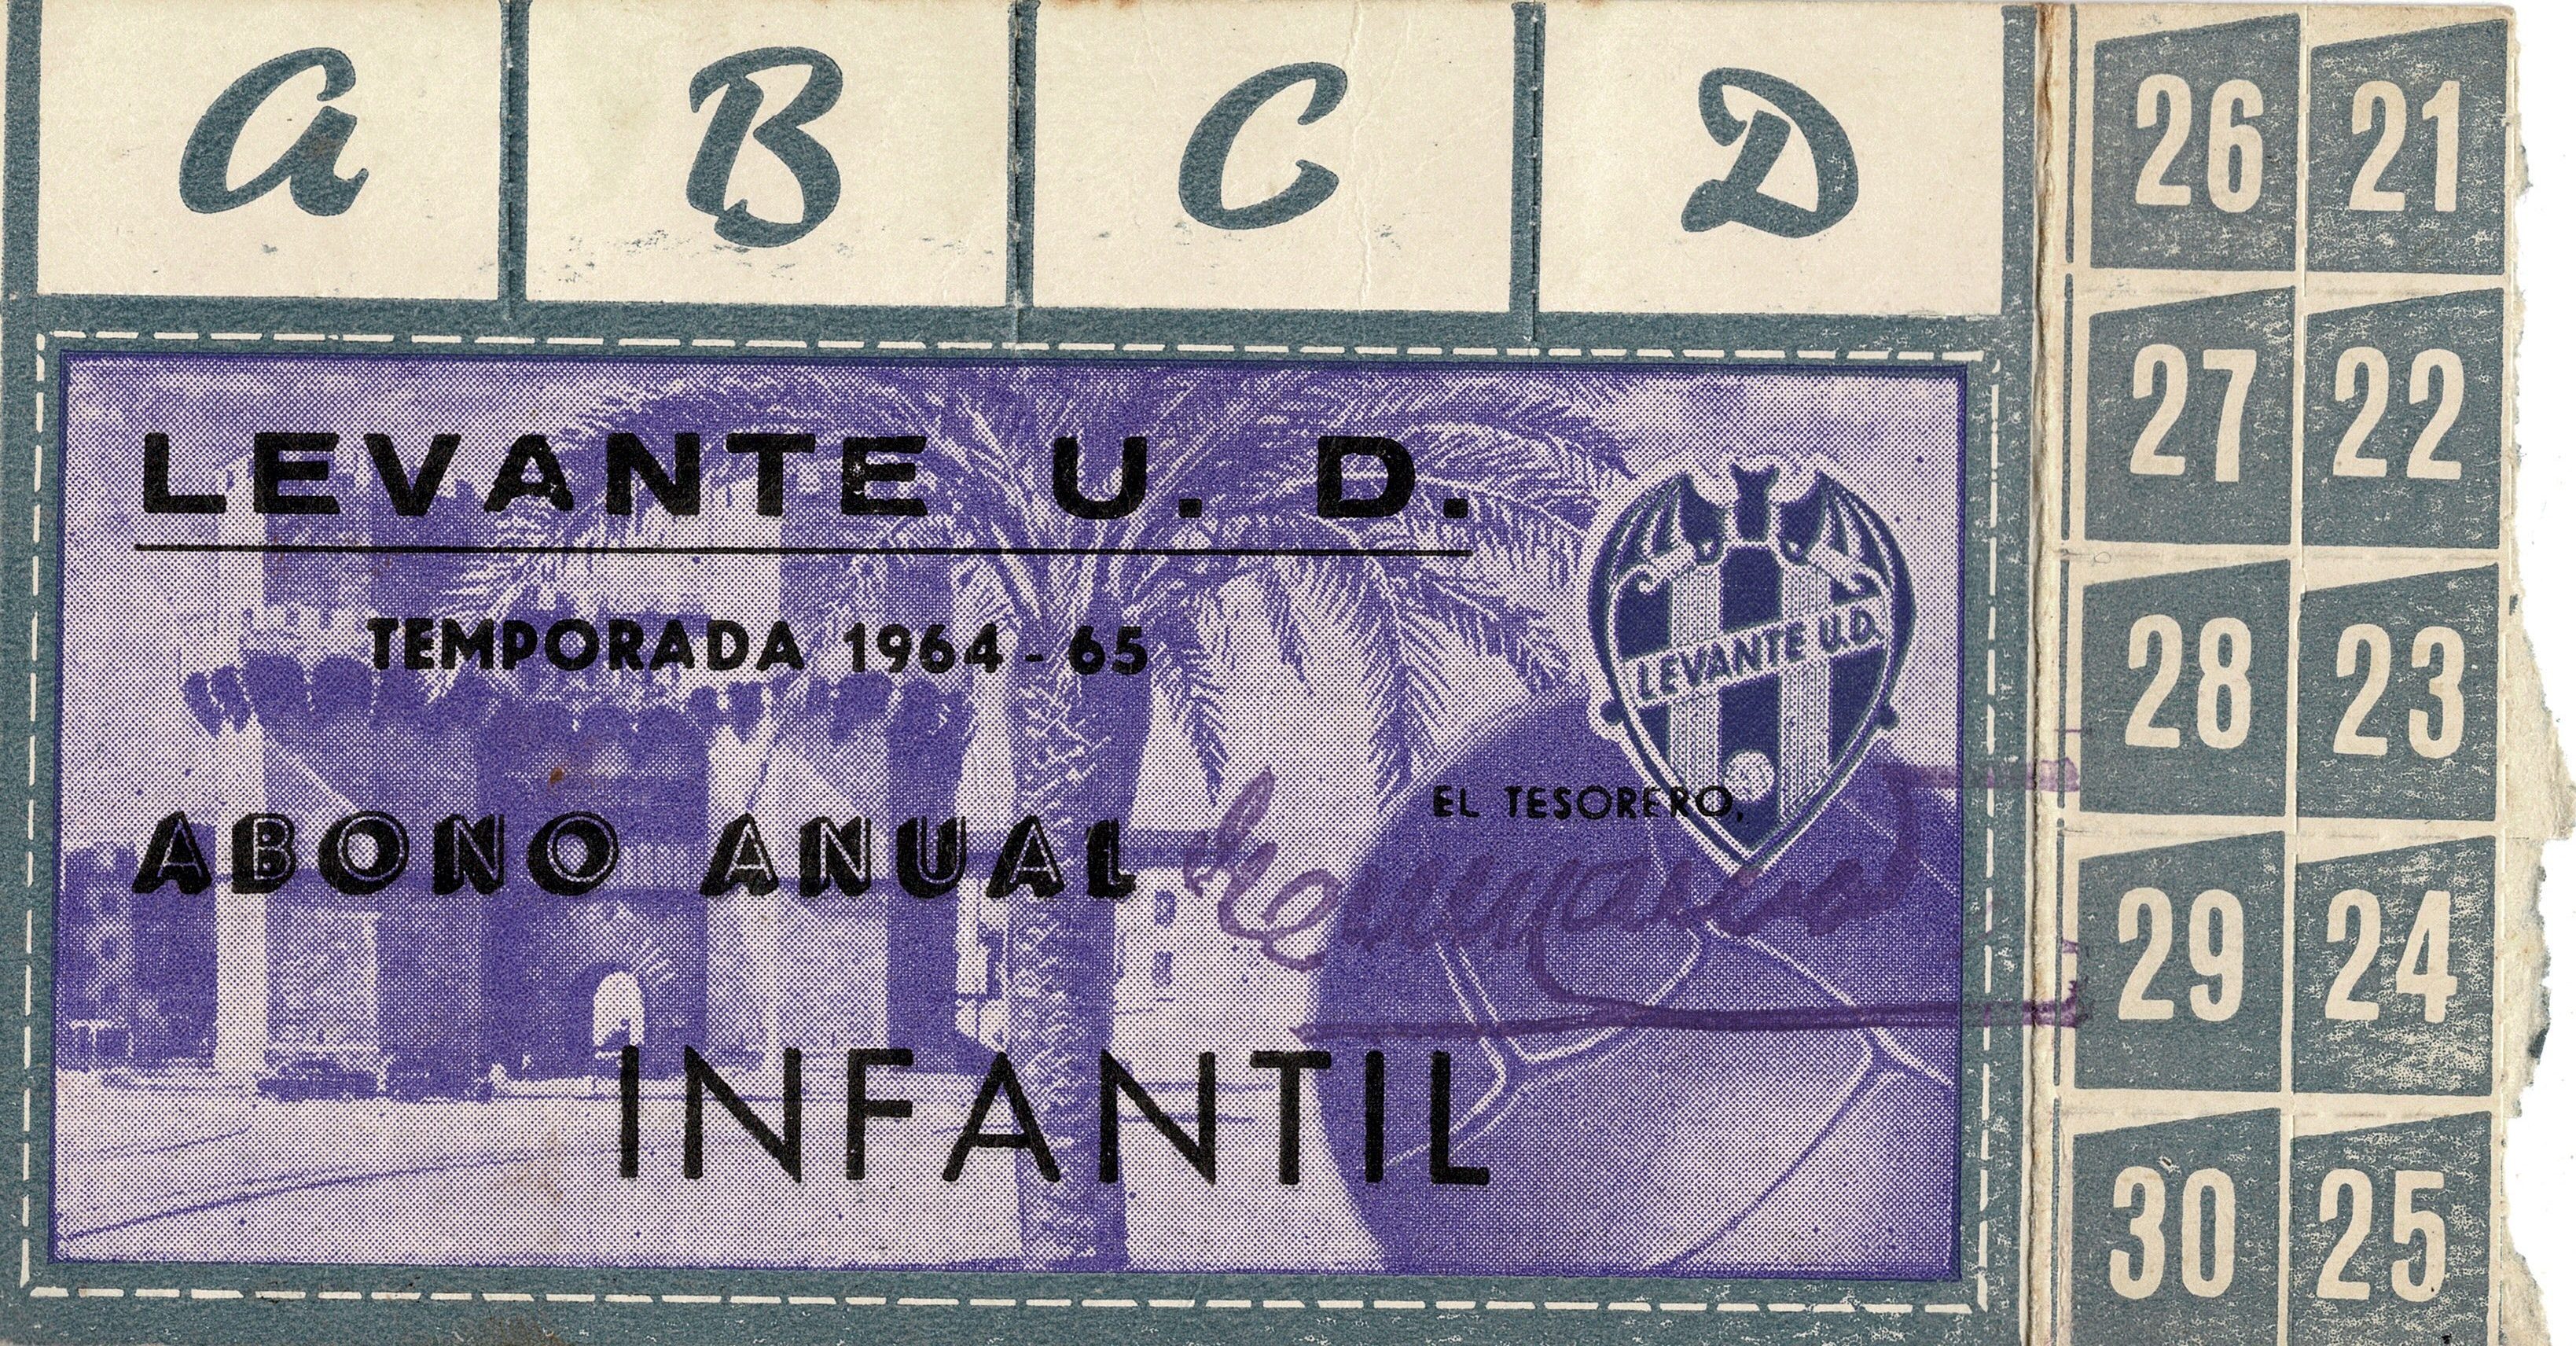 A B C D
LEVANTE U. D.
TEMPORADA 1964 - 65
LEVANTE U.D.
EL TESORERO,
ABONO ANUAL
INFANTIL
26 21
27 22
28 23
29 24
30 25